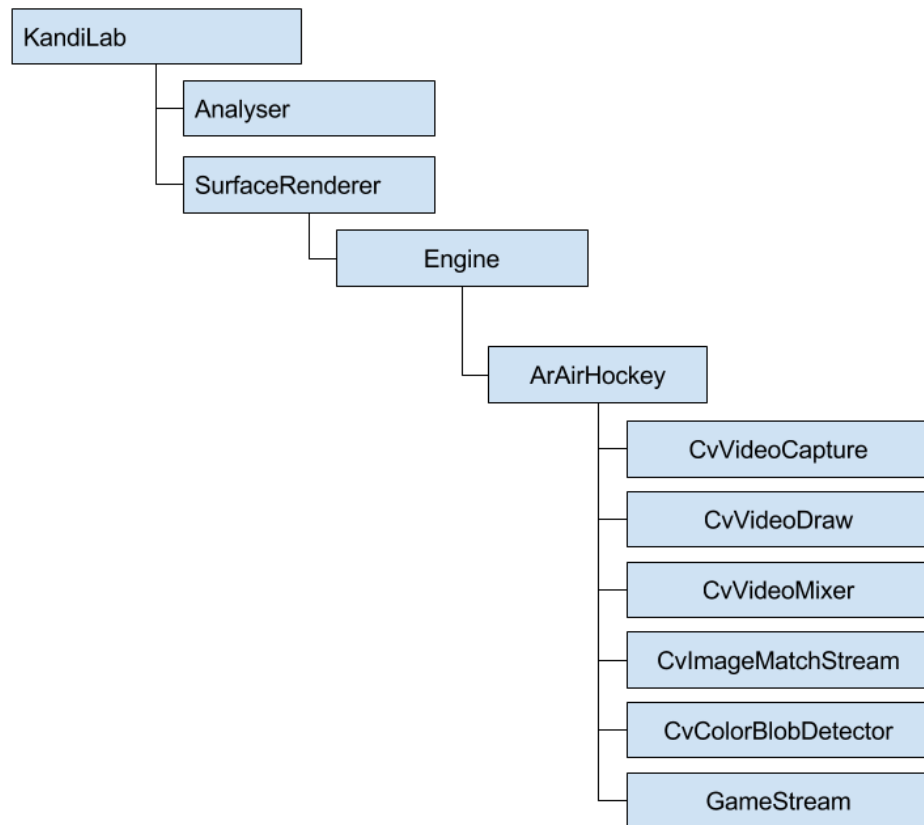 KandiLab
Analyser
SurfaceRenderer
Engine
ArAirHockey
CvVideoCapture
CvVideoDraw
CvVideoMixer
CvImageMatchStream
CvColorBlobDetector
GameStream